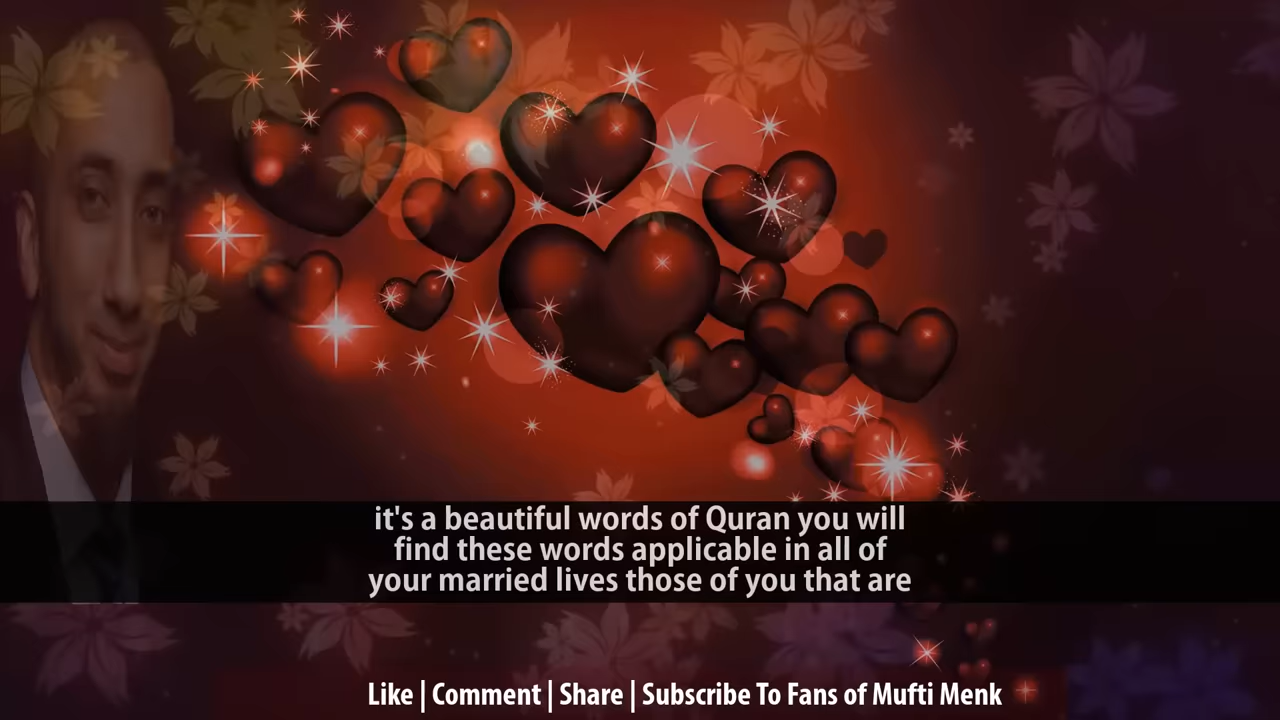 it's a beautiful words of Quran you will
find these words applicable in all of
your married lives those of you that are
Like | Comment | Share | Subscribe To Fans of Mufti Menk